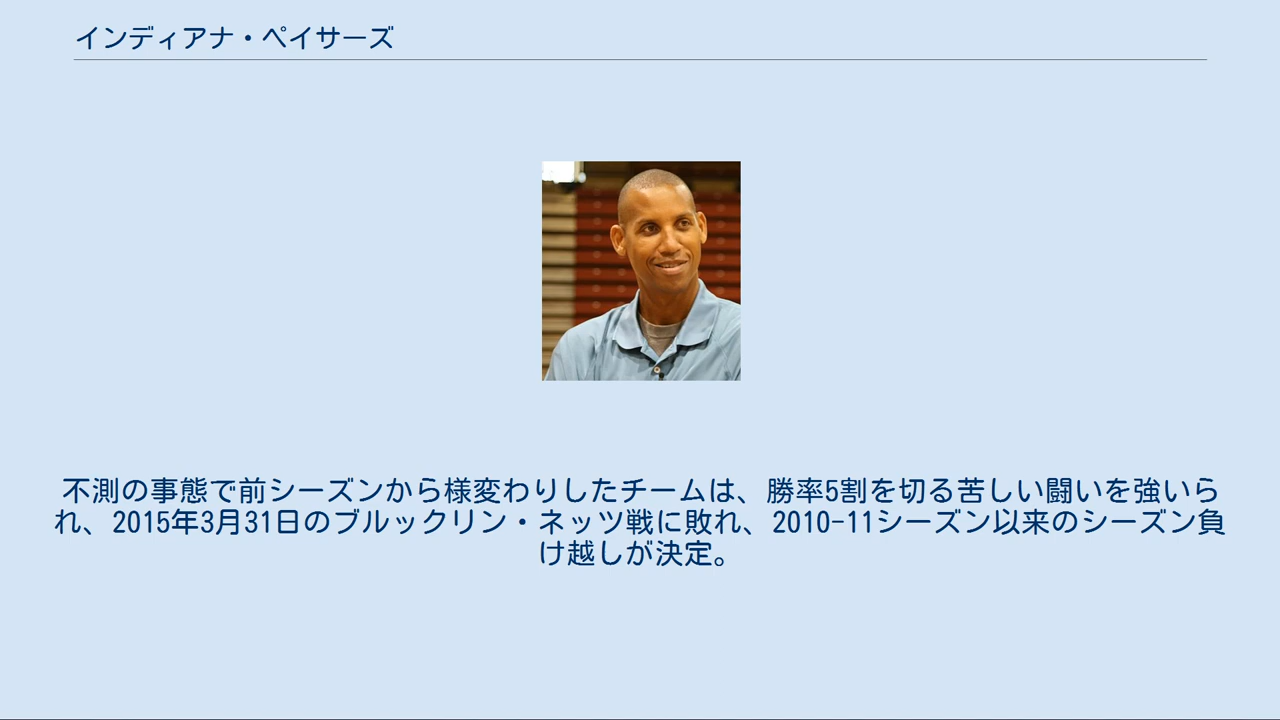 インディアナ・ペイサーズ
不測の事態で前シーズンから様変わりしたチームは、勝率5割を切る苦しい闘いを強いら
れ、2015年3月31日のブルックリン・ネッツ戦に敗れ、2010-11シーズン以来のシーズン負
け越しが決定。